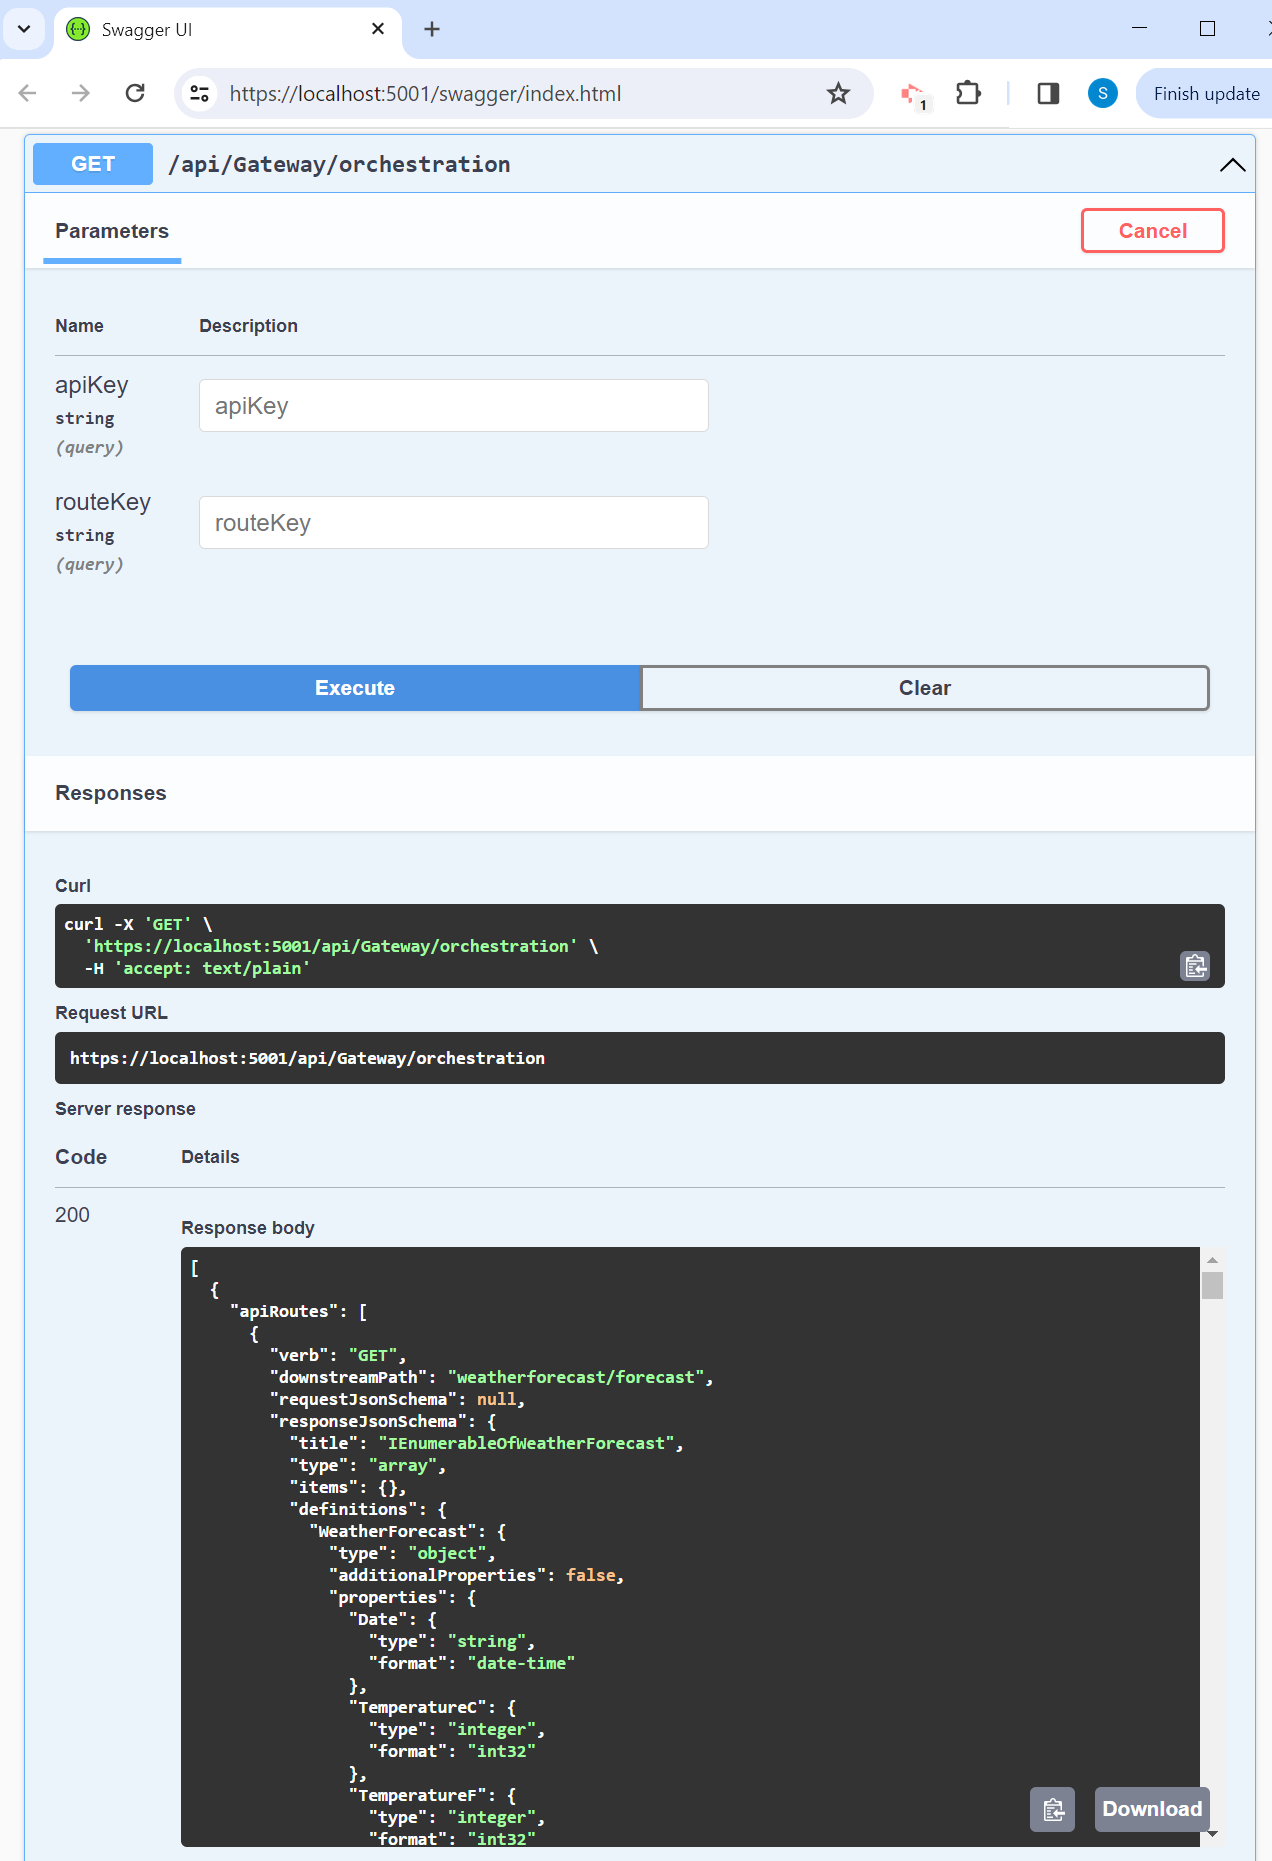 Swagger UI
https://localhost:5001/swagger/index.html
1
S
Finish update
GET /api/Gateway/orchestration
Parameters
Cancel
Name Description
apiKey
string
(query)
apiKey
routeKey
string
(query)
routeKey
Execute
Clear
Responses
Curl
curl -X 'GET' \
'https://localhost:5001/api/Gateway/orchestration' \
-H 'accept: text/plain'
Request URL
https://localhost:5001/api/Gateway/orchestration
Server response
Code Details
200
Response body
[
{
"apiRoutes": [
{
"verb": "GET",
"downstreamPath": "weatherforecast/forecast",
"requestJsonSchema": null,
"responseJsonSchema": {
"title": "IEnumerableOfWeatherForecast",
"type": "array",
"items": {},
"definitions": {
"WeatherForecast": {
"type": "object",
"additionalProperties": false,
"properties": {
"Date": {
"type": "string",
"format": "date-time"
},
"TemperatureC": {
"type": "integer",
"format": "int32"
},
"TemperatureF": {
"type": "integer",
"format": "int32"
Download